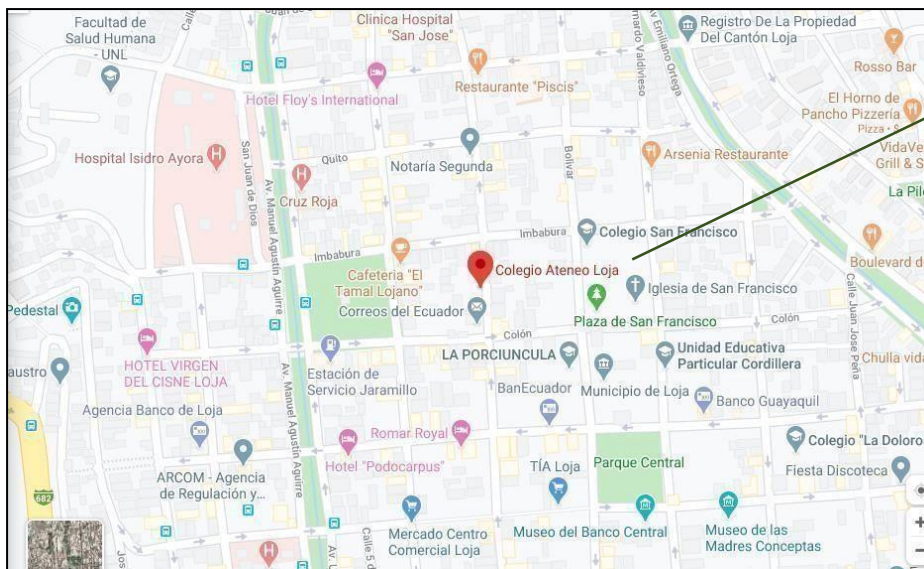 Facultad de
Salud Humana
- UNL
Clinica Hospital
"San Jose"
Registro De La Propiedad
Del Cantón Loja
Rosso Bar
Av Emiliano Ortega
Restaurante "Piscis"
Hotel Floy's International
El Horno de
Pancho Pizzería
Pizza • $
Hospital Isidro Ayora
San Juan de Dios
Av. Manuel Agustín Aguirre
Quito
Notaría Segunda
Bolivar
Arsenia Restaurante
Grill & S
Cruz Roja
Imbabura
Imbabura
Colegio San Francisco
Boulevard d
Cafeteria "El
Tamal Lojano"
Colegio Ateneo Loja
Iglesia de San Francisco
Pedestal
Correos del Ecuador
Plaza de San Francisco
Colón
Colón
Calle Juan José Peña
HOTEL VIRGEN
DEL CISNE LOJA
Estación de
Servicio Jaramillo
LA PORCIUNCULA
Unidad Educativa
Particular Cordillera
Chulla vid
austro
Av. Manuel Agustín Aguirre
BanEcuador
Municipio de Loja
Agencia Banco de Loja
Banco Guayaquil
Romar Royal
Hotel "Podocarpus"
Colegio "La Doloro
ARCOM - Agencia
de Regulación y...
TÍA Loja
Parque Central
Fiesta Discoteca
682
Mercado Centro
Comercial Loja
Museo del Banco Central
Museo de las
Madres Conceptas